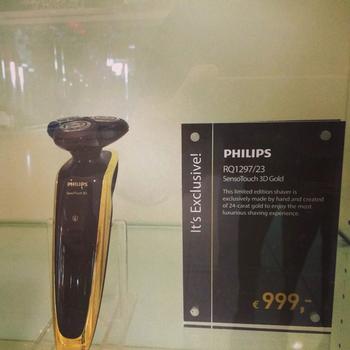 PHILIPS
SensoTouch 3D
It's Exclusive!
PHILIPS
RQ1297/23
SensoTouch 3D Gold
This limited edition shaver is
exclusively made by hand and created
of 24-carat gold to enjoy the most
luxurious shaving experience.
€999,-